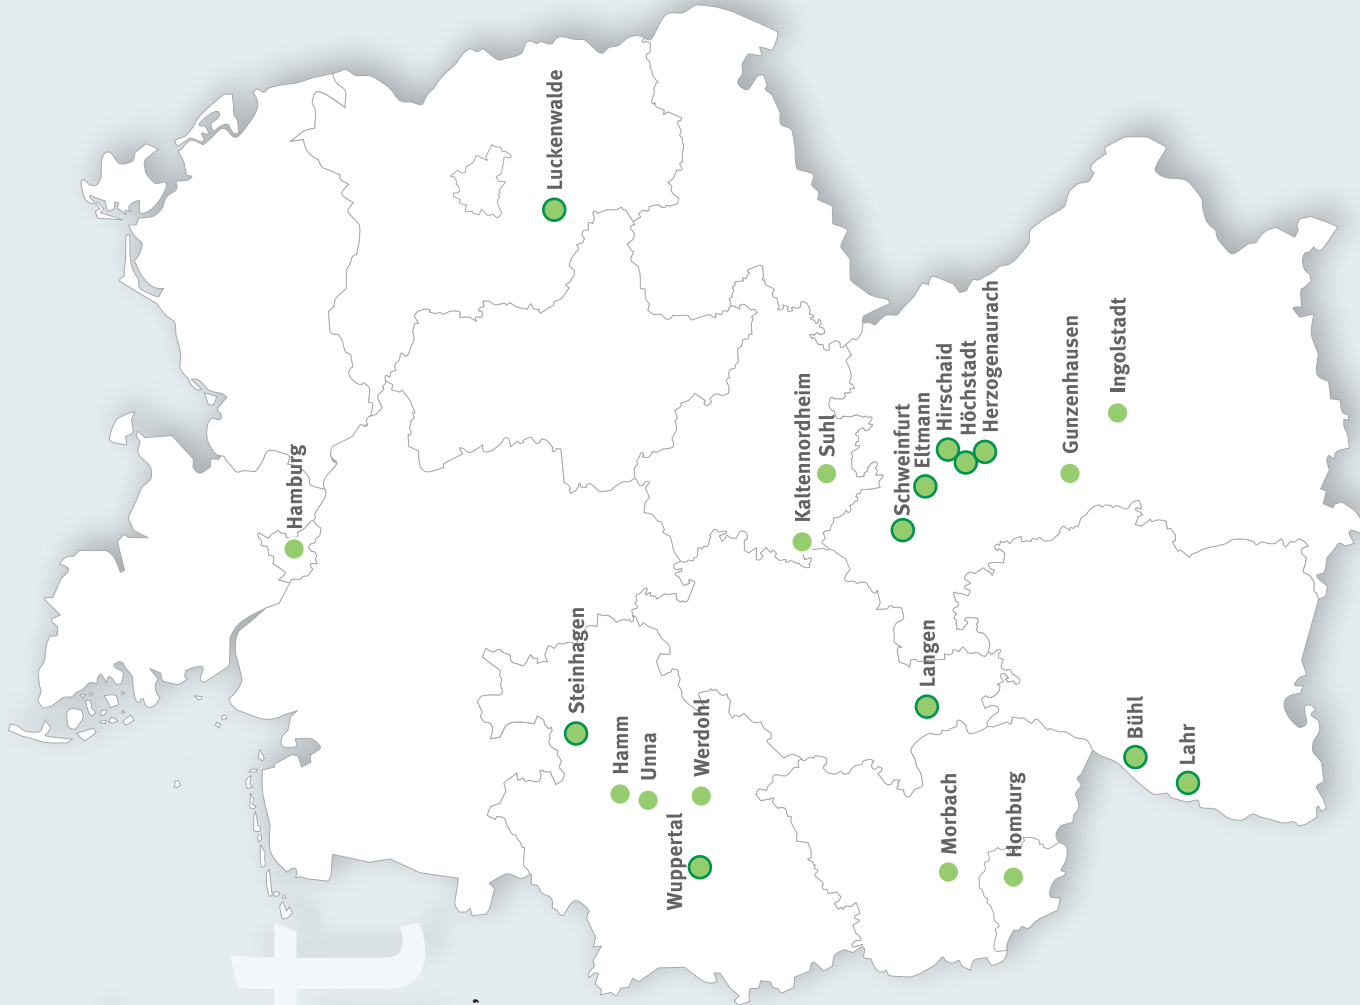 Hamburg
Luckenwalde
Steinhagen
Hamm
Unna
Werdohl
Wuppertal
Kaltennordheim
Suhl
Schweinfurt
Eltmann
Hirschaid
Höchstadt
Herzogenaurach
Langen
Morbach
Homburg
Gunzenhausen
Ingolstadt
Bühl
Lahr
t
,